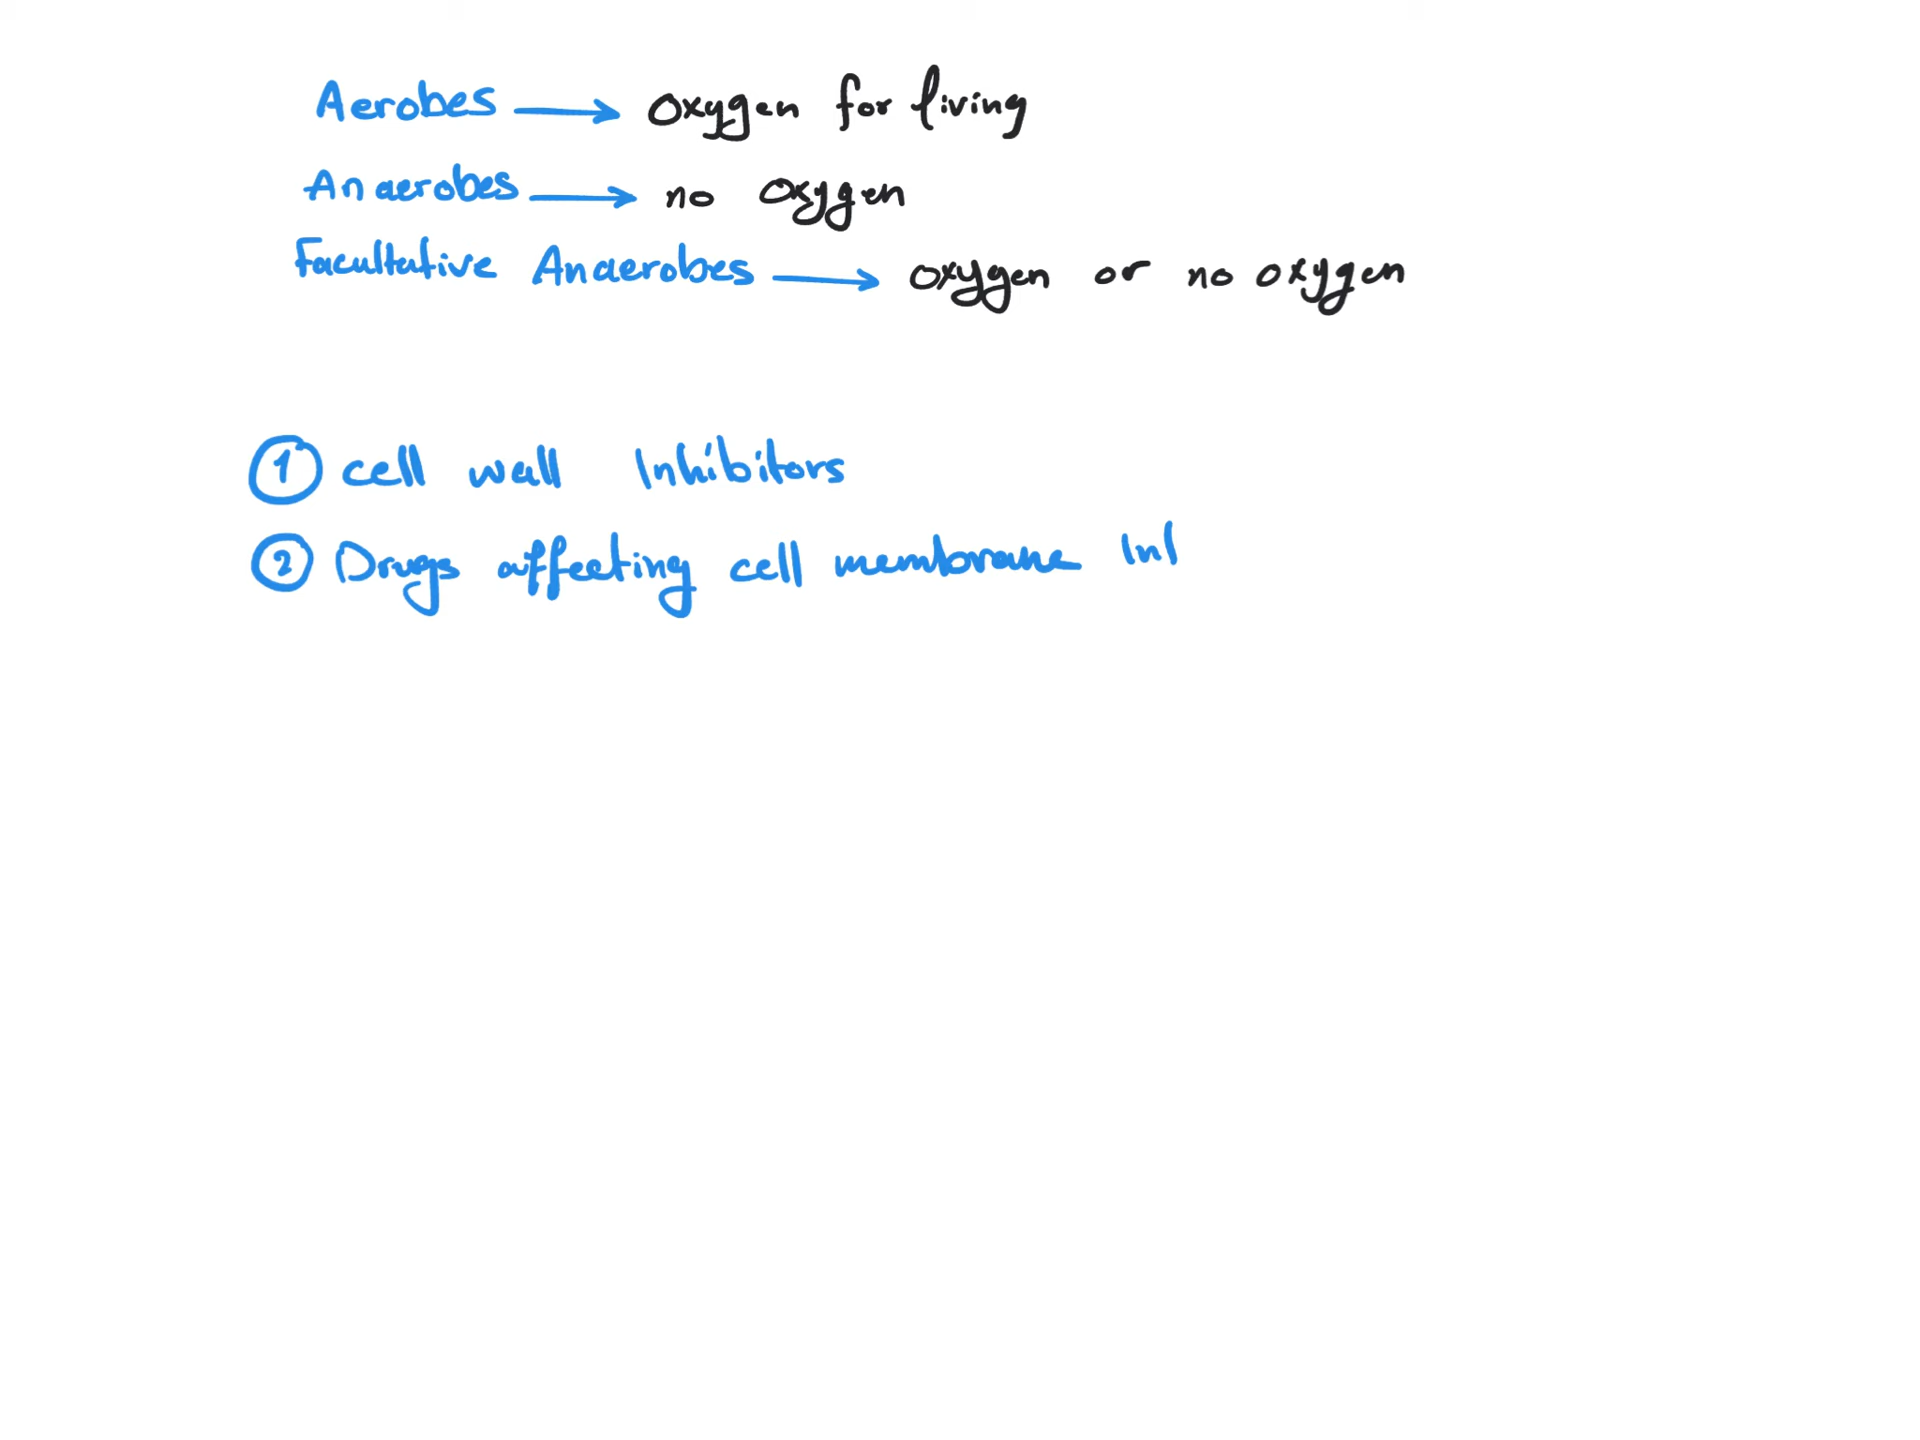 Aerobes → Oxygen for living
Anaerobes → no Oxygen
Facultative Anaerobes → oxygen or no oxygen
① cell wall Inhibitors
② Drugs affecting cell membrane Inl